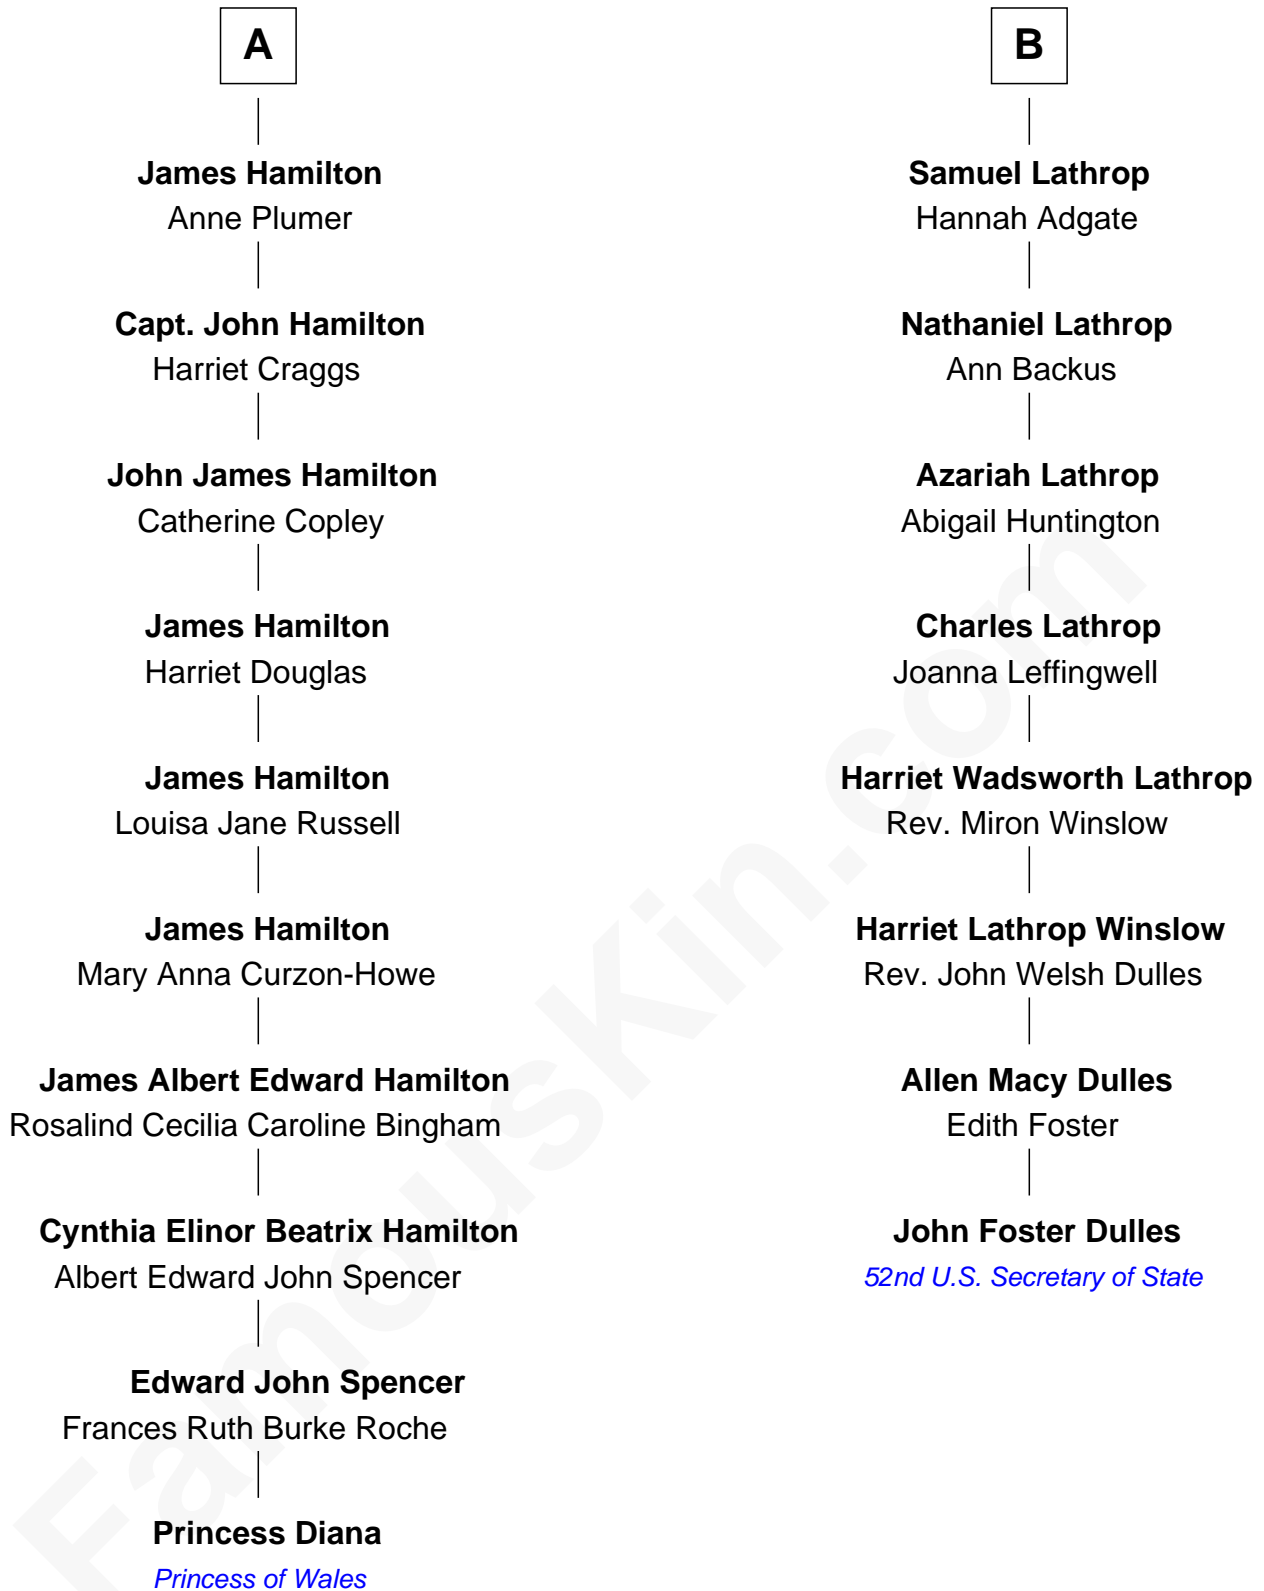 A
James Hamilton
Anne Plumer
Capt. John Hamilton
Harriet Craggs
John James Hamilton
Catherine Copley
James Hamilton
Harriet Douglas
James Hamilton
Louisa Jane Russell
James Hamilton
Mary Anna Curzon-Howe
James Albert Edward Hamilton
Rosalind Cecilia Caroline Bingham
Cynthia Elinor Beatrix Hamilton
Albert Edward John Spencer
Edward John Spencer
Frances Ruth Burke Roche
Princess Diana
Princess of Wales
B
Samuel Lathrop
Hannah Adgate
Nathaniel Lathrop
Ann Backus
Azariah Lathrop
Abigail Huntington
Charles Lathrop
Joanna Leffingwell
Harriet Wadsworth Lathrop
Rev. Miron Winslow
Harriet Lathrop Winslow
Rev. John Welsh Dulles
Allen Macy Dulles
Edith Foster
John Foster Dulles
52nd U.S. Secretary of State
FamousKin.com